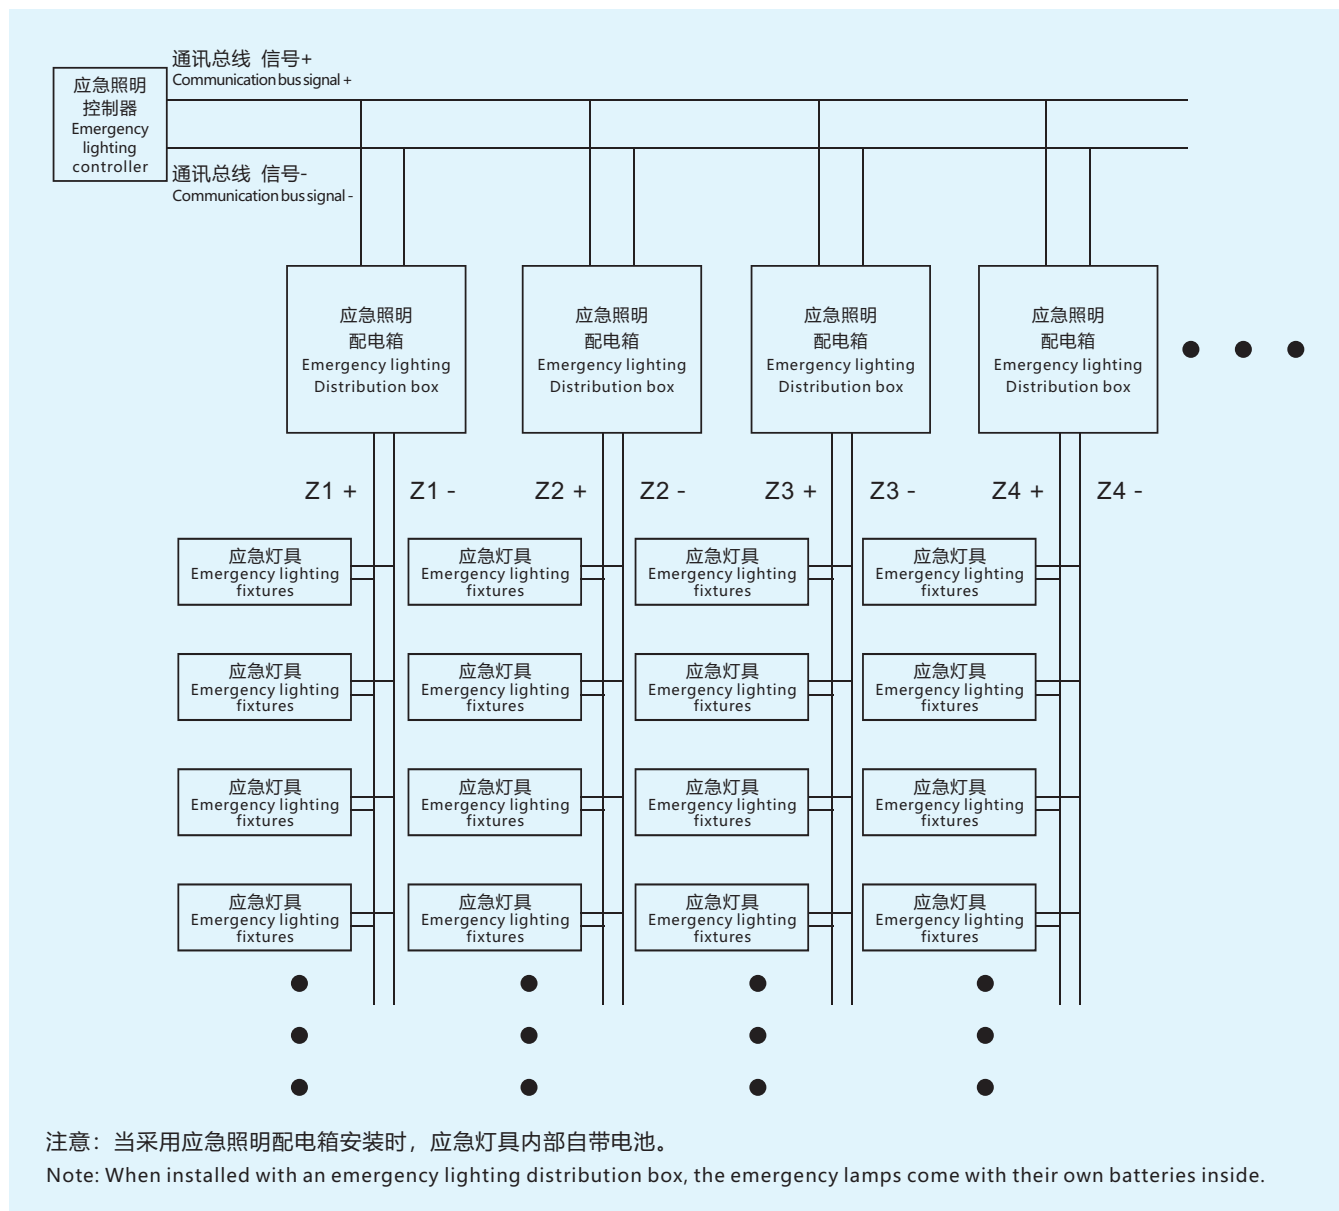 通讯总线 信号+
Communication bus signal +
应急照明
控制器
Emergency
lighting
controller
通讯总线 信号-
Communication bus signal -
应急照明
配电箱
Emergency lighting
Distribution box
应急照明
配电箱
Emergency lighting
Distribution box
应急照明
配电箱
Emergency lighting
Distribution box
应急照明
配电箱
Emergency lighting
Distribution box
Z1 + Z1 - Z2 + Z2 - Z3 + Z3 - Z4 + Z4 -
应急灯具
Emergency lighting
fixtures
应急灯具
Emergency lighting
fixtures
应急灯具
Emergency lighting
fixtures
应急灯具
Emergency lighting
fixtures
应急灯具
Emergency lighting
fixtures
应急灯具
Emergency lighting
fixtures
应急灯具
Emergency lighting
fixtures
应急灯具
Emergency lighting
fixtures
应急灯具
Emergency lighting
fixtures
应急灯具
Emergency lighting
fixtures
应急灯具
Emergency lighting
fixtures
应急灯具
Emergency lighting
fixtures
应急灯具
Emergency lighting
fixtures
应急灯具
Emergency lighting
fixtures
应急灯具
Emergency lighting
fixtures
应急灯具
Emergency lighting
fixtures
注意：当采用应急照明配电箱安装时，应急灯具内部自带电池。
Note: When installed with an emergency lighting distribution box, the emergency lamps come with their own batteries inside.